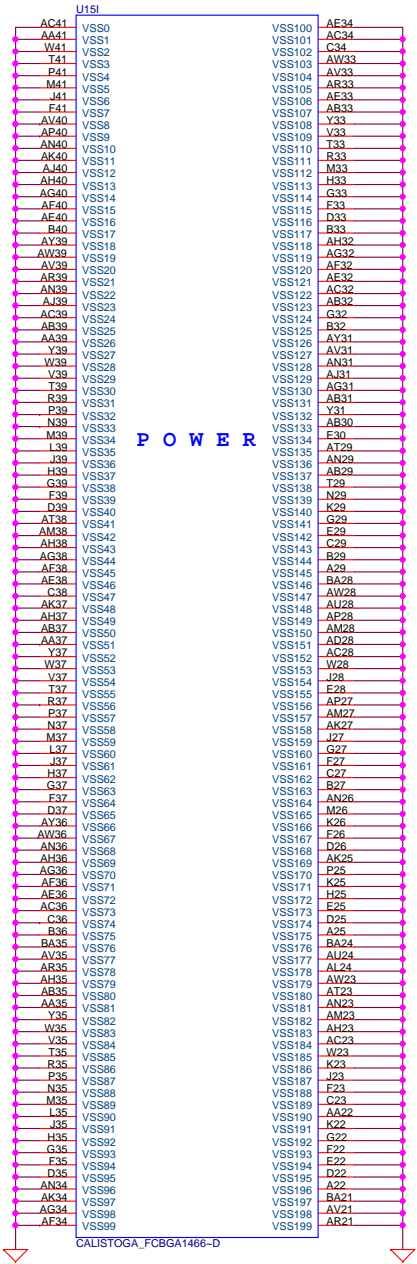 U15I
AC41 VSS0 VSS100 AE34
AA41 VSS1 VSS101 AC34
W41 VSS2 VSS102 C34
T41 VSS3 VSS103 AW33
P41 VSS4 VSS104 AV33
M41 VSS5 VSS105 AR33
J41 VSS6 VSS106 AE33
F41 VSS7 VSS107 AB33
AV40 VSS8 VSS108 Y33
AP40 VSS9 VSS109 V33
AN40 VSS10 VSS110 T33
AK40 VSS11 VSS111 R33
AJ40 VSS12 VSS112 M33
AH40 VSS13 VSS113 H33
AG40 VSS14 VSS114 G33
AF40 VSS15 VSS115 F33
AE40 VSS16 VSS116 D33
B40 VSS17 VSS117 B33
AY39 VSS18 VSS118 AH32
AW39 VSS19 VSS119 AG32
AV39 VSS20 VSS120 AF32
AR39 VSS21 VSS121 AE32
AN39 VSS22 VSS122 AC32
AJ39 VSS23 VSS123 AB32
AC39 VSS24 VSS124 G32
AB39 VSS25 VSS125 B32
AA39 VSS26 VSS126 AY31
Y39 VSS27 VSS127 AV31
W39 VSS28 VSS128 AN31
V39 VSS29 VSS129 AJ31
T39 VSS30 VSS130 AG31
R39 VSS31 VSS131 AB31
P39 VSS32 VSS132 Y31
N39 VSS33 VSS133 AB30
M39 VSS34 POWER VSS134 E30
L39 VSS35 VSS135 AT29
J39 VSS36 VSS136 AN29
H39 VSS37 VSS137 AB29
G39 VSS38 VSS138 T29
F39 VSS39 VSS139 N29
D39 VSS40 VSS140 K29
AT38 VSS41 VSS141 G29
AM38 VSS42 VSS142 E29
AH38 VSS43 VSS143 C29
AG38 VSS44 VSS144 B29
AF38 VSS45 VSS145 A29
AE38 VSS46 VSS146 BA28
C38 VSS47 VSS147 AW28
AK37 VSS48 VSS148 AU28
AH37 VSS49 VSS149 AP28
AB37 VSS50 VSS150 AM28
AA37 VSS51 VSS151 AD28
Y37 VSS52 VSS152 AC28
W37 VSS53 VSS153 W28
V37 VSS54 VSS154 J28
T37 VSS55 VSS155 E28
R37 VSS56 VSS156 AP27
P37 VSS57 VSS157 AM27
N37 VSS58 VSS158 AK27
M37 VSS59 VSS159 J27
L37 VSS60 VSS160 G27
J37 VSS61 VSS161 F27
H37 VSS62 VSS162 C27
G37 VSS63 VSS163 B27
F37 VSS64 VSS164 AN26
D37 VSS65 VSS165 M26
AY36 VSS66 VSS166 K26
AW36 VSS67 VSS167 F26
AN36 VSS68 VSS168 D26
AH36 VSS69 VSS169 AK25
AG36 VSS70 VSS170 P25
AF36 VSS71 VSS171 K25
AE36 VSS72 VSS172 H25
AC36 VSS73 VSS173 E25
C36 VSS74 VSS174 D25
B36 VSS75 VSS175 A25
BA35 VSS76 VSS176 BA24
AV35 VSS77 VSS177 AU24
AR35 VSS78 VSS178 AL24
AH35 VSS79 VSS179 AW23
AB35 VSS80 VSS180 AT23
AA35 VSS81 VSS181 AN23
Y35 VSS82 VSS182 AM23
W35 VSS83 VSS183 AH23
V35 VSS84 VSS184 AC23
T35 VSS85 VSS185 W23
R35 VSS86 VSS186 K23
P35 VSS87 VSS187 J23
N35 VSS88 VSS188 F23
M35 VSS89 VSS189 C23
L35 VSS90 VSS190 AA22
J35 VSS91 VSS191 K22
H35 VSS92 VSS192 G22
G35 VSS93 VSS193 F22
F35 VSS94 VSS194 E22
D35 VSS95 VSS195 D22
AN34 VSS96 VSS196 A22
AK34 VSS97 VSS197 BA21
AG34 VSS98 VSS198 AV21
AF34 VSS99 VSS199 AR21
CALISTOGA_FCBGA1466~D